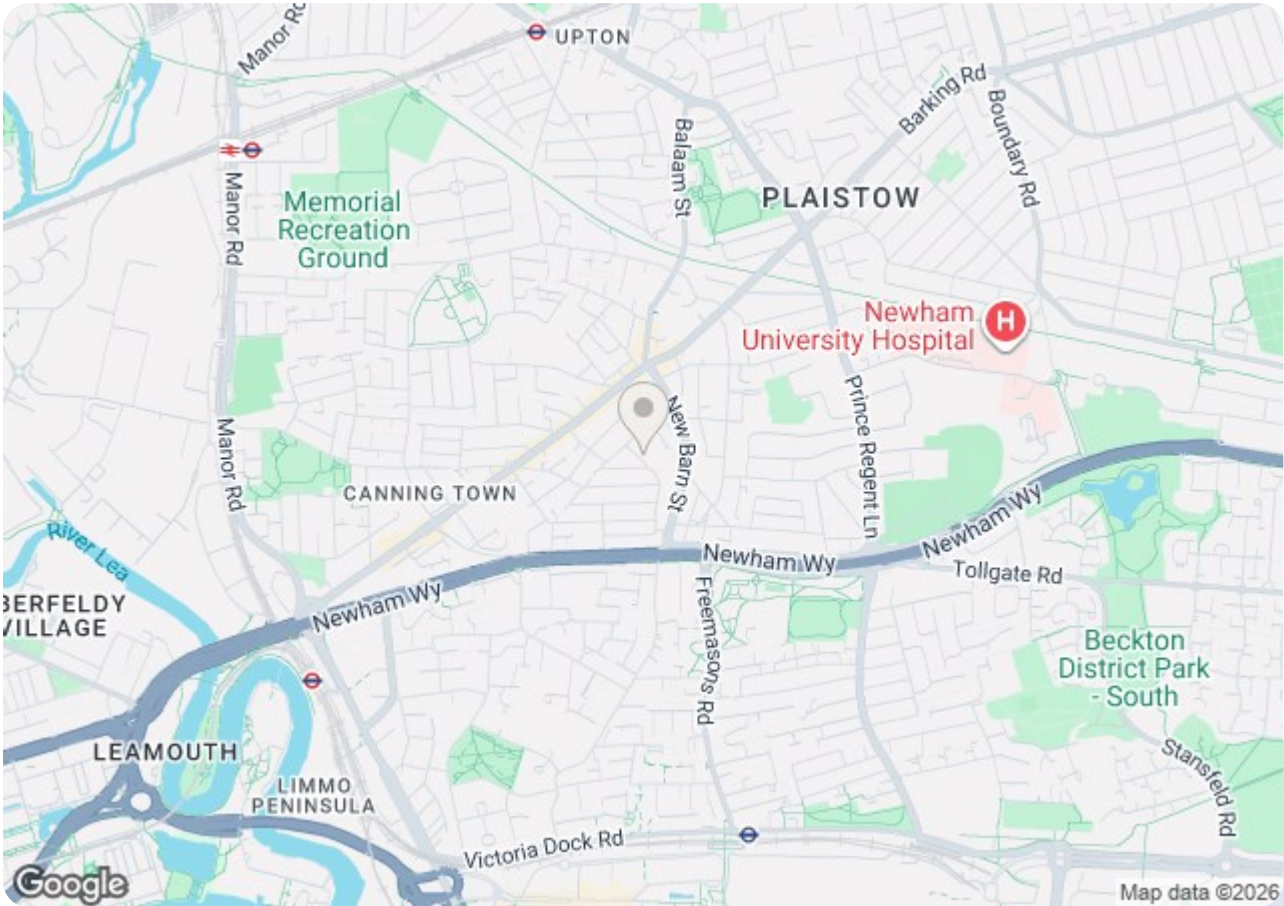 Manor Rd
UPTON
Barking Rd
Boundary Rd
Balaam St
PLAISTOW
Manor Rd
Memorial
Recreation
Ground
Newham
University Hospital
H
Prince Regent Ln
New Barn St
Manor Rd
CANNING TOWN
River Lea
Newham Wy
Newham Wy
Tollgate Rd
BERFELDY
VILLAGE
Newham Wy
Freemasons Rd
Beckton
District Park
- South
LEAMOUTH
LIMMO
PENINSULA
Stansfeld Rd
Victoria Dock Rd
Google
Map data ©2026